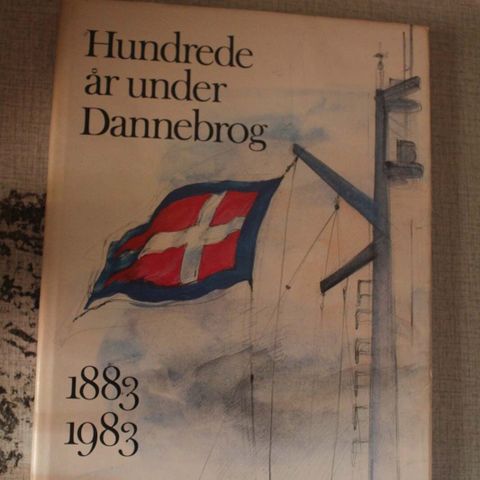 Hundrede
år under
Dannebrog
1883
1983